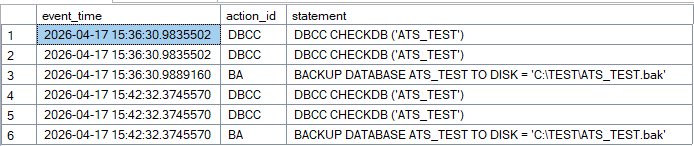 event_time action_id statement
1 2026-04-17 15:36:30.9835502 DBCC DBCC CHECKDB ('ATS_TEST')
2 2026-04-17 15:36:30.9835502 DBCC DBCC CHECKDB ('ATS_TEST')
3 2026-04-17 15:36:30.9889160 BA BACKUP DATABASE ATS_TEST TO DISK = 'C:\TEST\ATS_TEST.bak'
4 2026-04-17 15:42:32.3745570 DBCC DBCC CHECKDB ('ATS_TEST')
5 2026-04-17 15:42:32.3745570 DBCC DBCC CHECKDB ('ATS_TEST')
6 2026-04-17 15:42:32.3745570 BA BACKUP DATABASE ATS_TEST TO DISK = 'C:\TEST\ATS_TEST.bak'